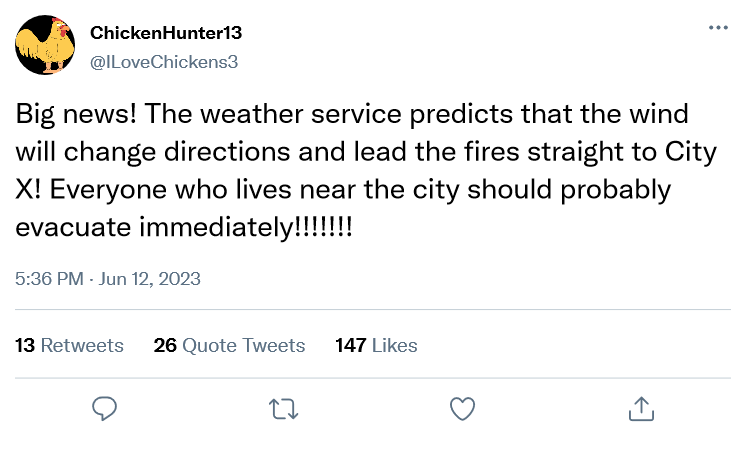 ChickenHunter13
@ILoveChickens3
Big news! The weather service predicts that the wind
will change directions and lead the fires straight to City
X! Everyone who lives near the city should probably
evacuate immediately!!!!!!!
5:36 PM · Jun 12, 2023
13 Retweets 26 Quote Tweets 147 Likes